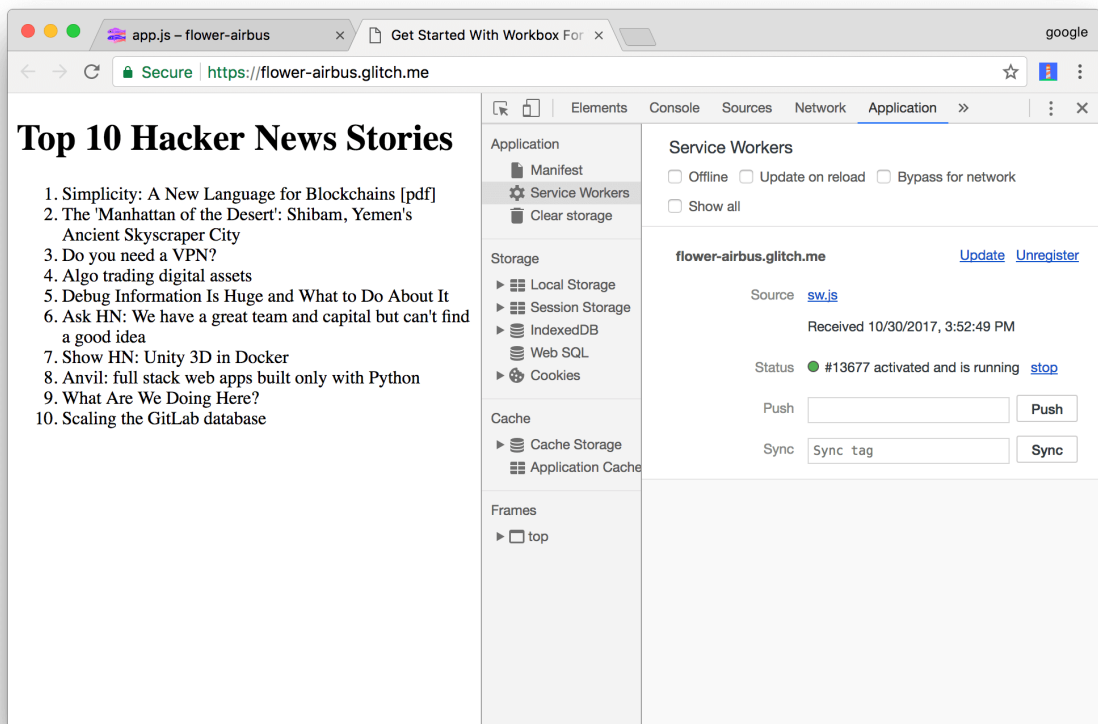 app.js – flower-airbus
Get Started With Workbox For
google
Secure
https://flower-airbus.glitch.me
Top 10 Hacker News Stories
1. Simplicity: A New Language for Blockchains [pdf]
2. The 'Manhattan of the Desert': Shibam, Yemen's
Ancient Skyscraper City
3. Do you need a VPN?
4. Algo trading digital assets
5. Debug Information Is Huge and What to Do About It
6. Ask HN: We have a great team and capital but can't find
a good idea
7. Show HN: Unity 3D in Docker
8. Anvil: full stack web apps built only with Python
9. What Are We Doing Here?
10. Scaling the GitLab database
Elements Console Sources Network Application
Application
Manifest
Service Workers
Clear storage
Storage
Local Storage
Session Storage
IndexedDB
Web SQL
Cookies
Cache
Cache Storage
Application Cache
Frames
top
Service Workers
Offline Update on reload Bypass for network
Show all
flower-airbus.glitch.me Update Unregister
Source sw.js
Received 10/30/2017, 3:52:49 PM
Status #13677 activated and is running stop
Push Push
Sync Sync tag Sync